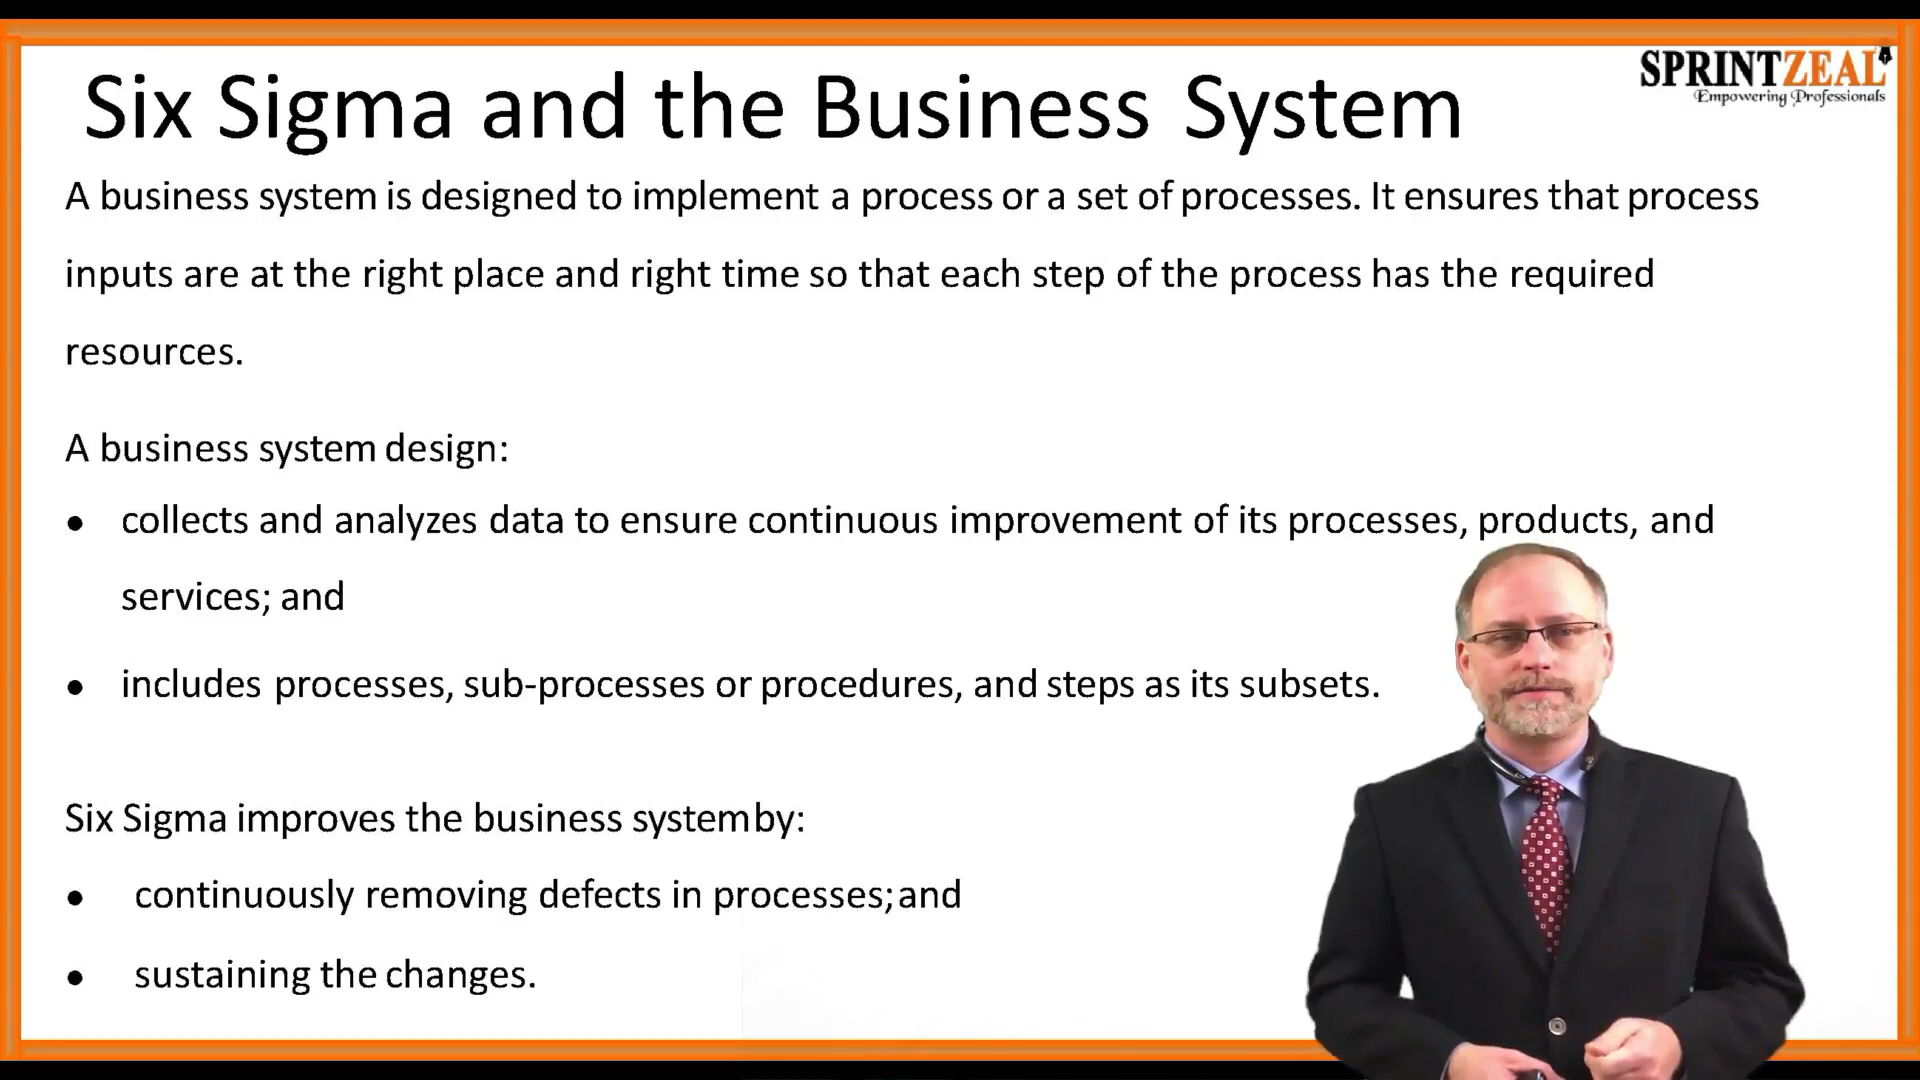 SPRINTZEAL
Empowering Professionals
Six Sigma and the Business System
A business system is designed to implement a process or a set of processes. It ensures that process
inputs are at the right place and right time so that each step of the process has the required
resources.
A business system design:
• collects and analyzes data to ensure continuous improvement of its processes, products, and
services; and
• includes processes, sub-processes or procedures, and steps as its subsets.
Six Sigma improves the business system by:
• continuously removing defects in processes; and
• sustaining the changes.